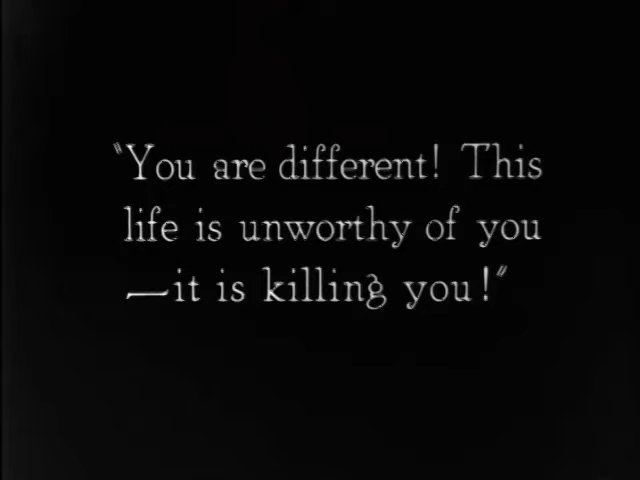 "You are different! This
life is unworthy of you
—it is killing you!"